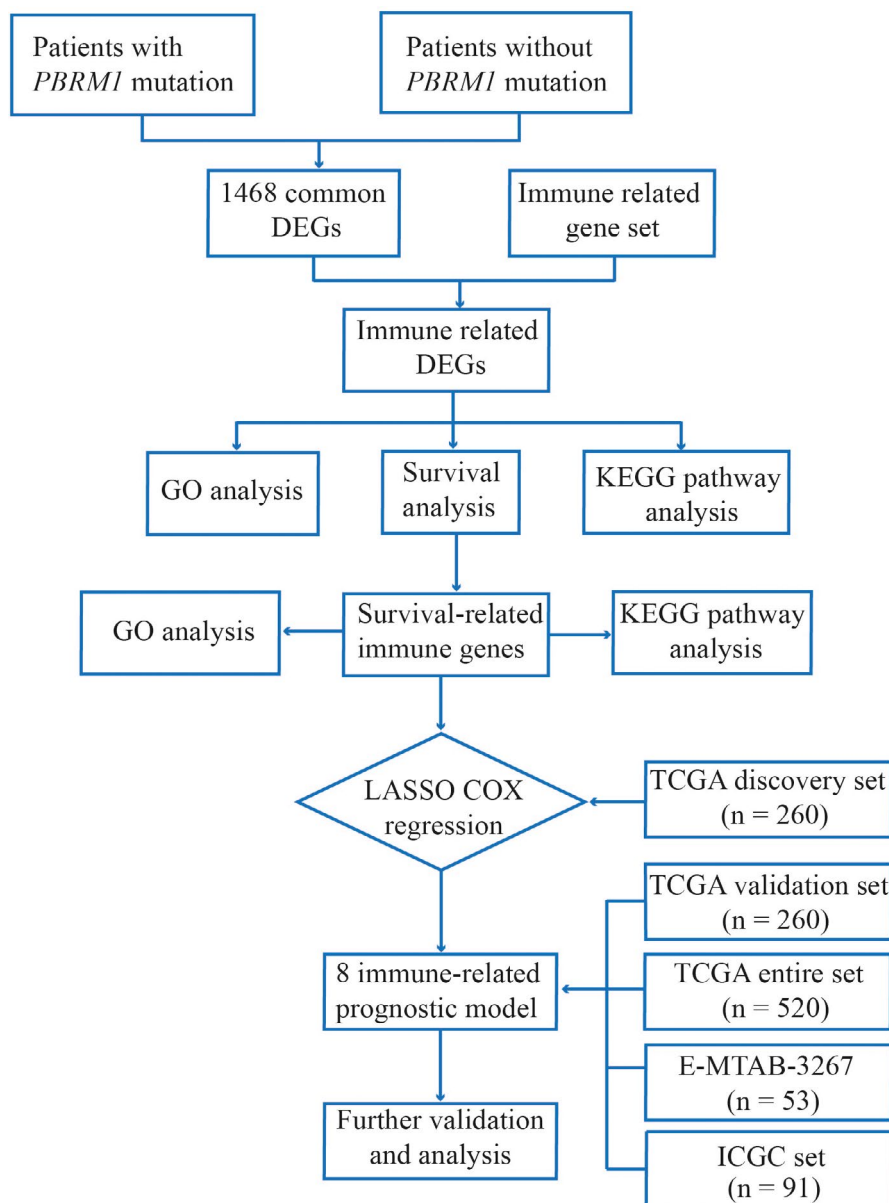 Patients with
PBRM1 mutation
Patients without
PBRM1 mutation
1468 common
DEGs
Immune related
gene set
Immune related
DEGs
GO analysis
Survival
analysis
KEGG pathway
analysis
GO analysis
Survival-related
immune genes
KEGG pathway
analysis
LASSO COX
regression
TCGA discovery set
(n = 260)
TCGA validation set
(n = 260)
8 immune-related
prognostic model
TCGA entire set
(n = 520)
E-MTAB-3267
(n = 53)
Further validation
and analysis
ICGC set
(n = 91)